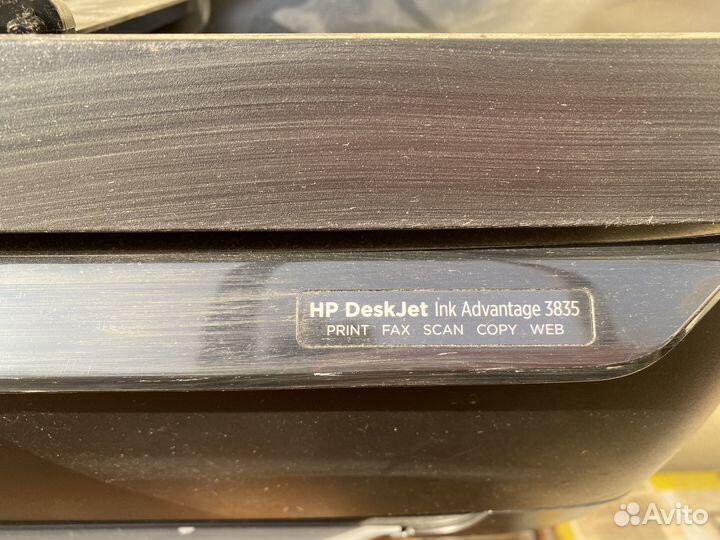 HP DeskJet Ink Advantage 3835
PRINT FAX SCAN COPY WEB
Avito